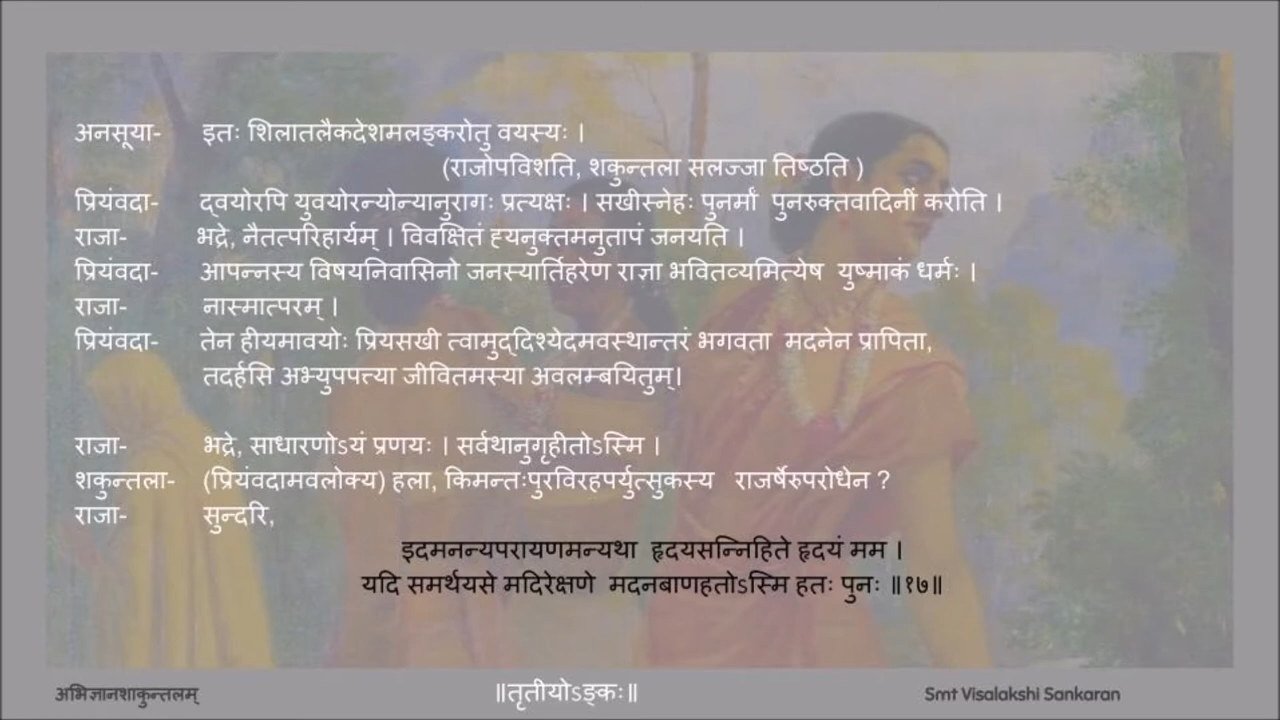 अनसूया- इतः शिलातलैकदेशमलङ्करोतु वयस्यः ।
(राजोपविशति, शकुन्तला सलज्जा तिष्ठति )
प्रियंवदा- द्वयोरपि युवयोरन्योन्यानुरागः प्रत्यक्षः । सखीस्नेहः पुनर्मां पुनरुक्तवादिनीं करोति ।
राजा- भद्रे, नैतत्परिहार्यम् । विवक्षितं ह्यनुक्तमनुतापं जनयति ।
प्रियंवदा- आपन्नस्य विषयनिवासिनो जनस्यार्तिहरेण राज्ञा भवितव्यमित्येष युष्माकं धर्मः ।
राजा- नास्मात्परम् ।
प्रियंवदा- तेन हीयमावयोः प्रियसखी त्वामुद्दिश्येदमवस्थान्तरं भगवता मदनेन प्रापिता,
तदर्हसि अभ्युपपत्त्या जीवितमस्या अवलम्बयितुम्।
राजा- भद्रे, साधारणोऽयं प्रणयः । सर्वथानुगृहीतोऽस्मि ।
शकुन्तला- (प्रियंवदामवलोक्य) हला, किमन्तःपुरविरहपर्युत्सुकस्य राजर्षेरुपरोधेन ?
राजा- सुन्दरि,
इदमनन्यपरायणमन्यथा हृदयसन्निहिते हृदयं मम ।
यदि समर्थयसे मदिरेक्षणे मदनबाणहतोऽस्मि हतः पुनः ॥१७॥
अभिज्ञानशाकुन्तलम् ॥तृतीयोऽङ्कः॥ Smt Visalakshi Sankaran